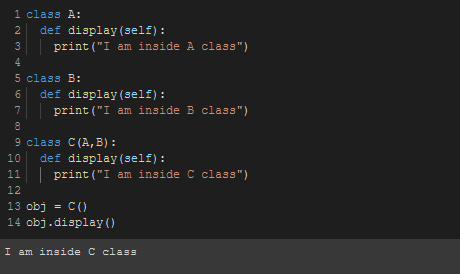 1 class A:
2   def display(self):
3     print("I am inside A class")
4
5 class B:
6   def display(self):
7     print("I am inside B class")
8
9 class C(A,B):
10   def display(self):
11     print("I am inside C class")
12
13 obj = C()
14 obj.display()
I am inside C class